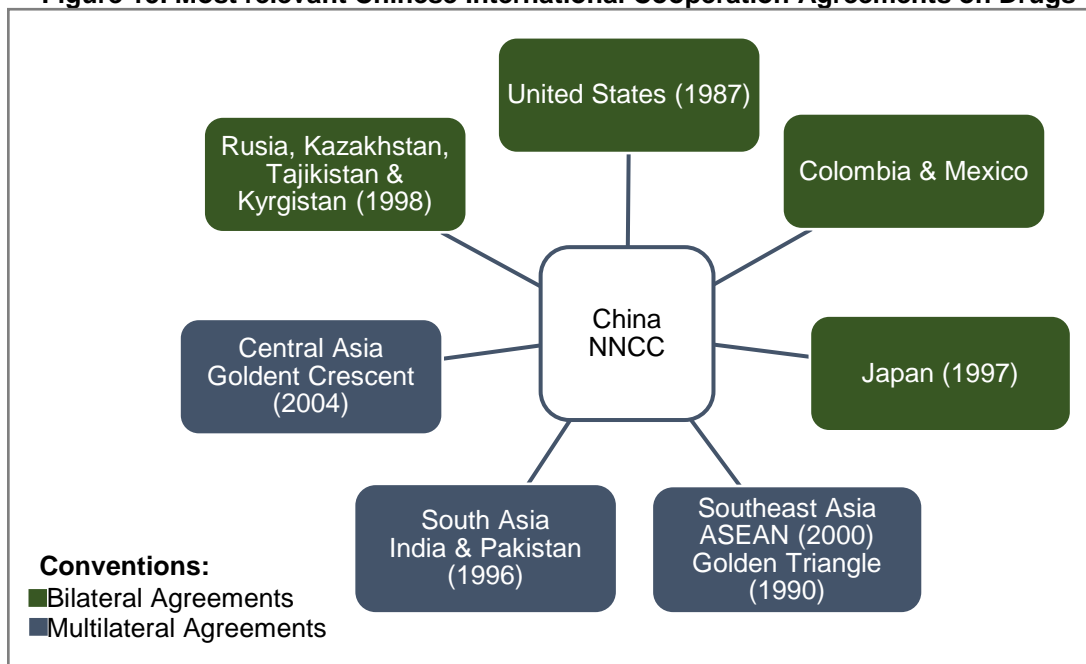 Figure 10. Most relevant Chinese International Cooperation Agreements on Drugs
United States (1987)
Rusia, Kazakhstan,
Tajikistan &
Kyrgistan (1998)
Colombia & Mexico
China
NNCC
Central Asia
Goldent Crescent
(2004)
Japan (1997)
South Asia
India & Pakistan
(1996)
Southeast Asia
ASEAN (2000)
Golden Triangle
(1990)
Conventions:
Bilateral Agreements
Multilateral Agreements